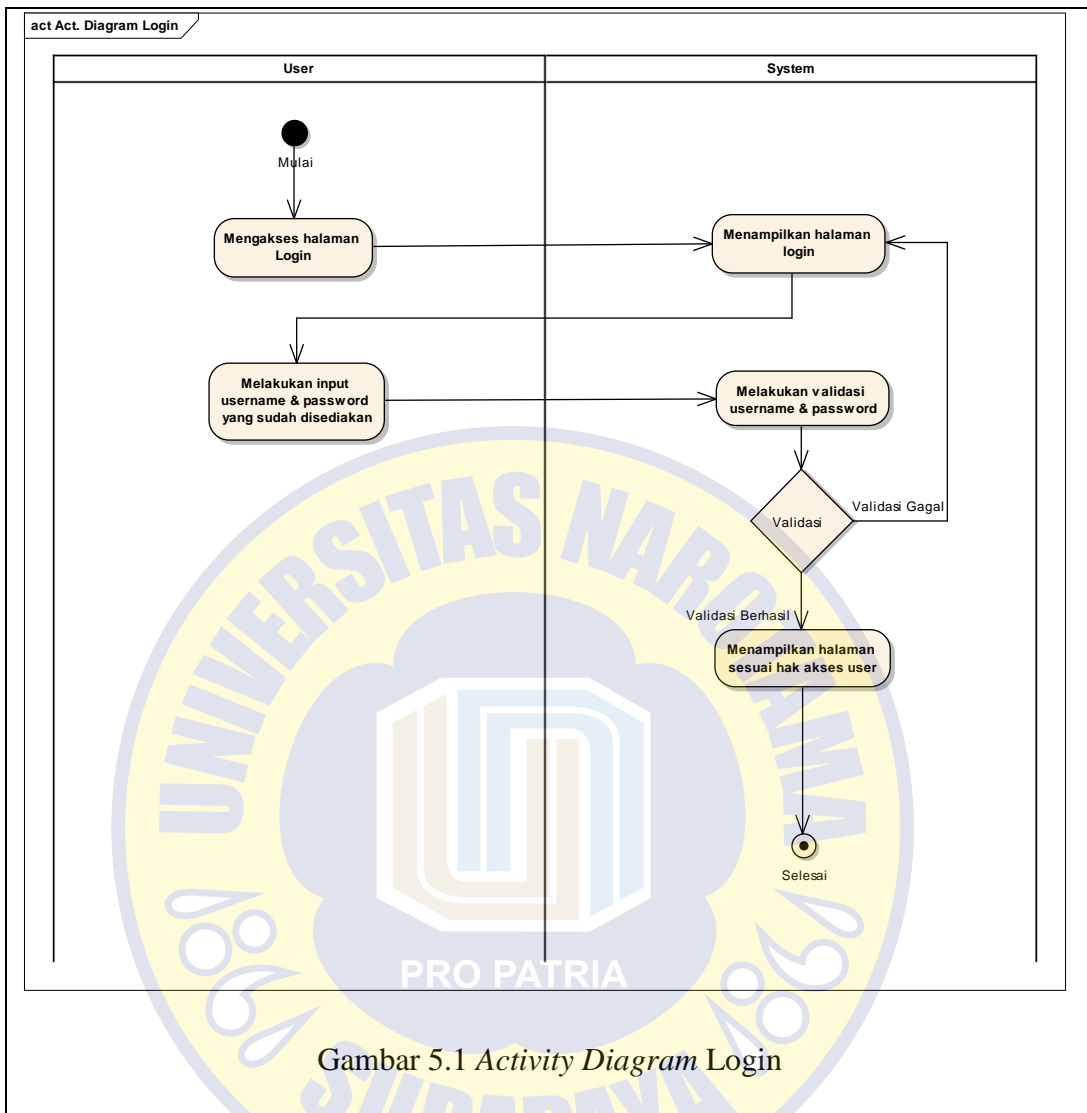 act Act. Diagram Login
User
System
Mulai
Mengakses halaman
Login
Menampilkan halaman
login
Melakukan input
username & password
yang sudah disediakan
Melakukan validasi
username & password
Validasi
Validasi Gagal
Validasi Berhasil
Menampilkan halaman
sesuai hak akses user
Selesai
UNIVERSITAS NAROTAMA
PRO PATRIA
Gambar 5.1 Activity Diagram Login
SURABAYA